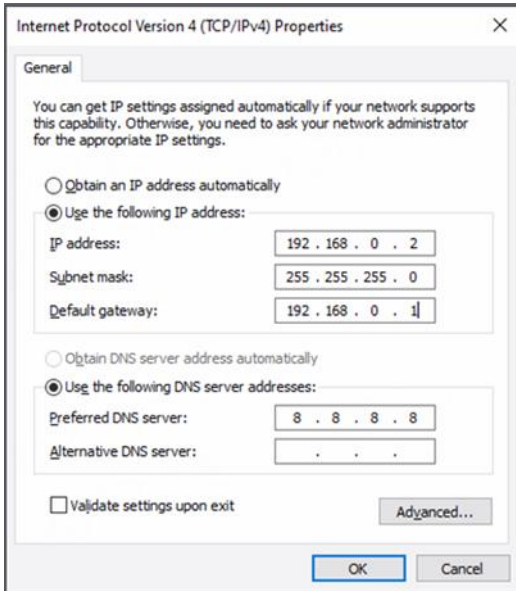 Internet Protocol Version 4 (TCP/IPv4) Properties
General
You can get IP settings assigned automatically if your network supports
this capability. Otherwise, you need to ask your network administrator
for the appropriate IP settings.
Obtain an IP address automatically
Use the following IP address:
IP address: 192 . 168 . 0 . 2
Subnet mask: 255 . 255 . 255 . 0
Default gateway: 192 . 168 . 0 . 1
Obtain DNS server address automatically
Use the following DNS server addresses:
Preferred DNS server: 8 . 8 . 8 . 8
Alternative DNS server: . . .
Validate settings upon exit
Advanced...
OK Cancel